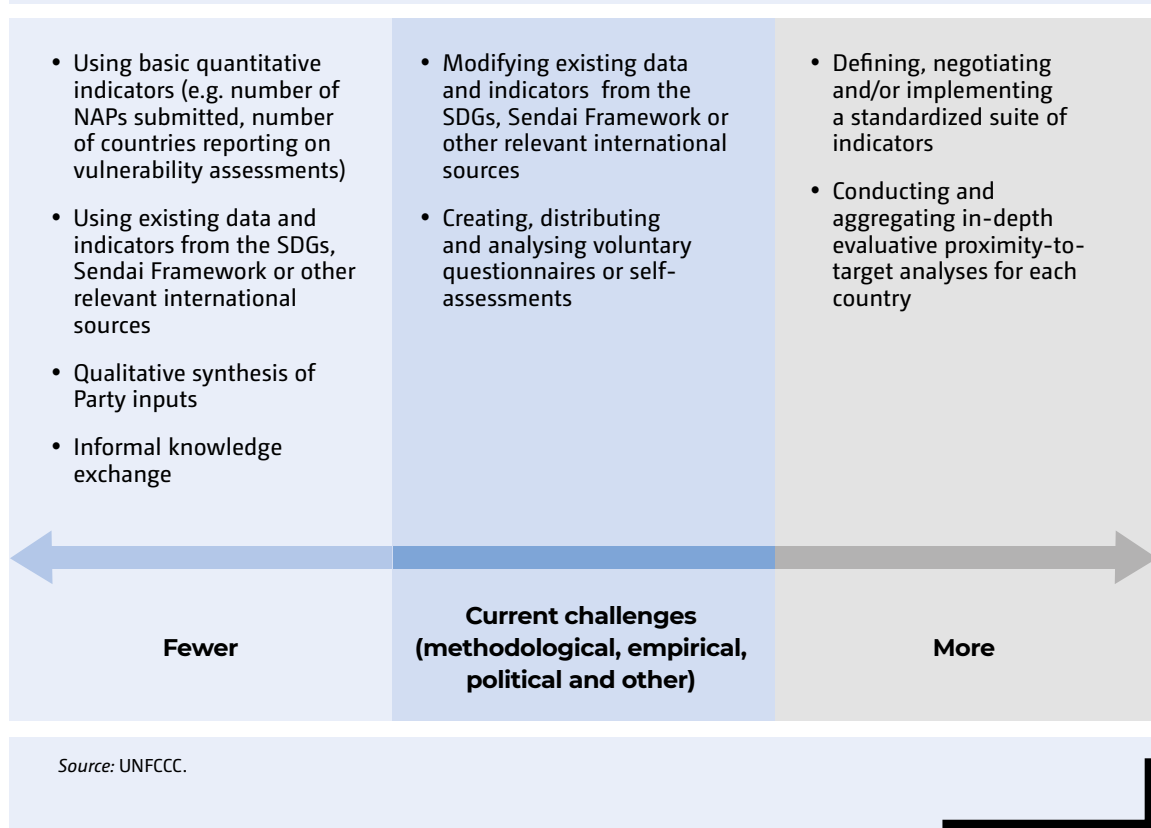 • Using basic quantitative
indicators (e.g. number of
NAPs submitted, number
of countries reporting on
vulnerability assessments)
• Using existing data and
indicators from the SDGs,
Sendai Framework or other
relevant international
sources
• Qualitative synthesis of
Party inputs
• Informal knowledge
exchange
• Modifying existing data
and indicators from the
SDGs, Sendai Framework or
other relevant international
sources
• Creating, distributing
and analysing voluntary
questionnaires or self-
assessments
• Defining, negotiating
and/or implementing
a standardized suite of
indicators
• Conducting and
aggregating in-depth
evaluative proximity-to-
target analyses for each
country
Fewer
Current challenges
(methodological, empirical,
political and other)
More
Source: UNFCCC.